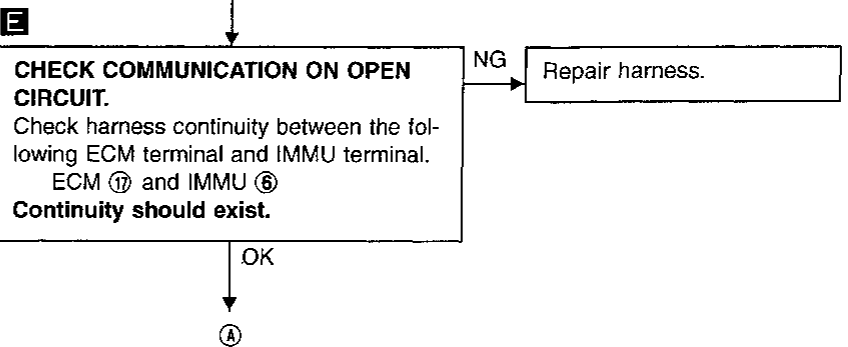 E
CHECK COMMUNICATION ON OPEN
CIRCUIT.
Check harness continuity between the fol-
lowing ECM terminal and IMMU terminal.
ECM ⑰ and IMMU ⑥
Continuity should exist.
NG
Repair harness.
OK
Ⓐ